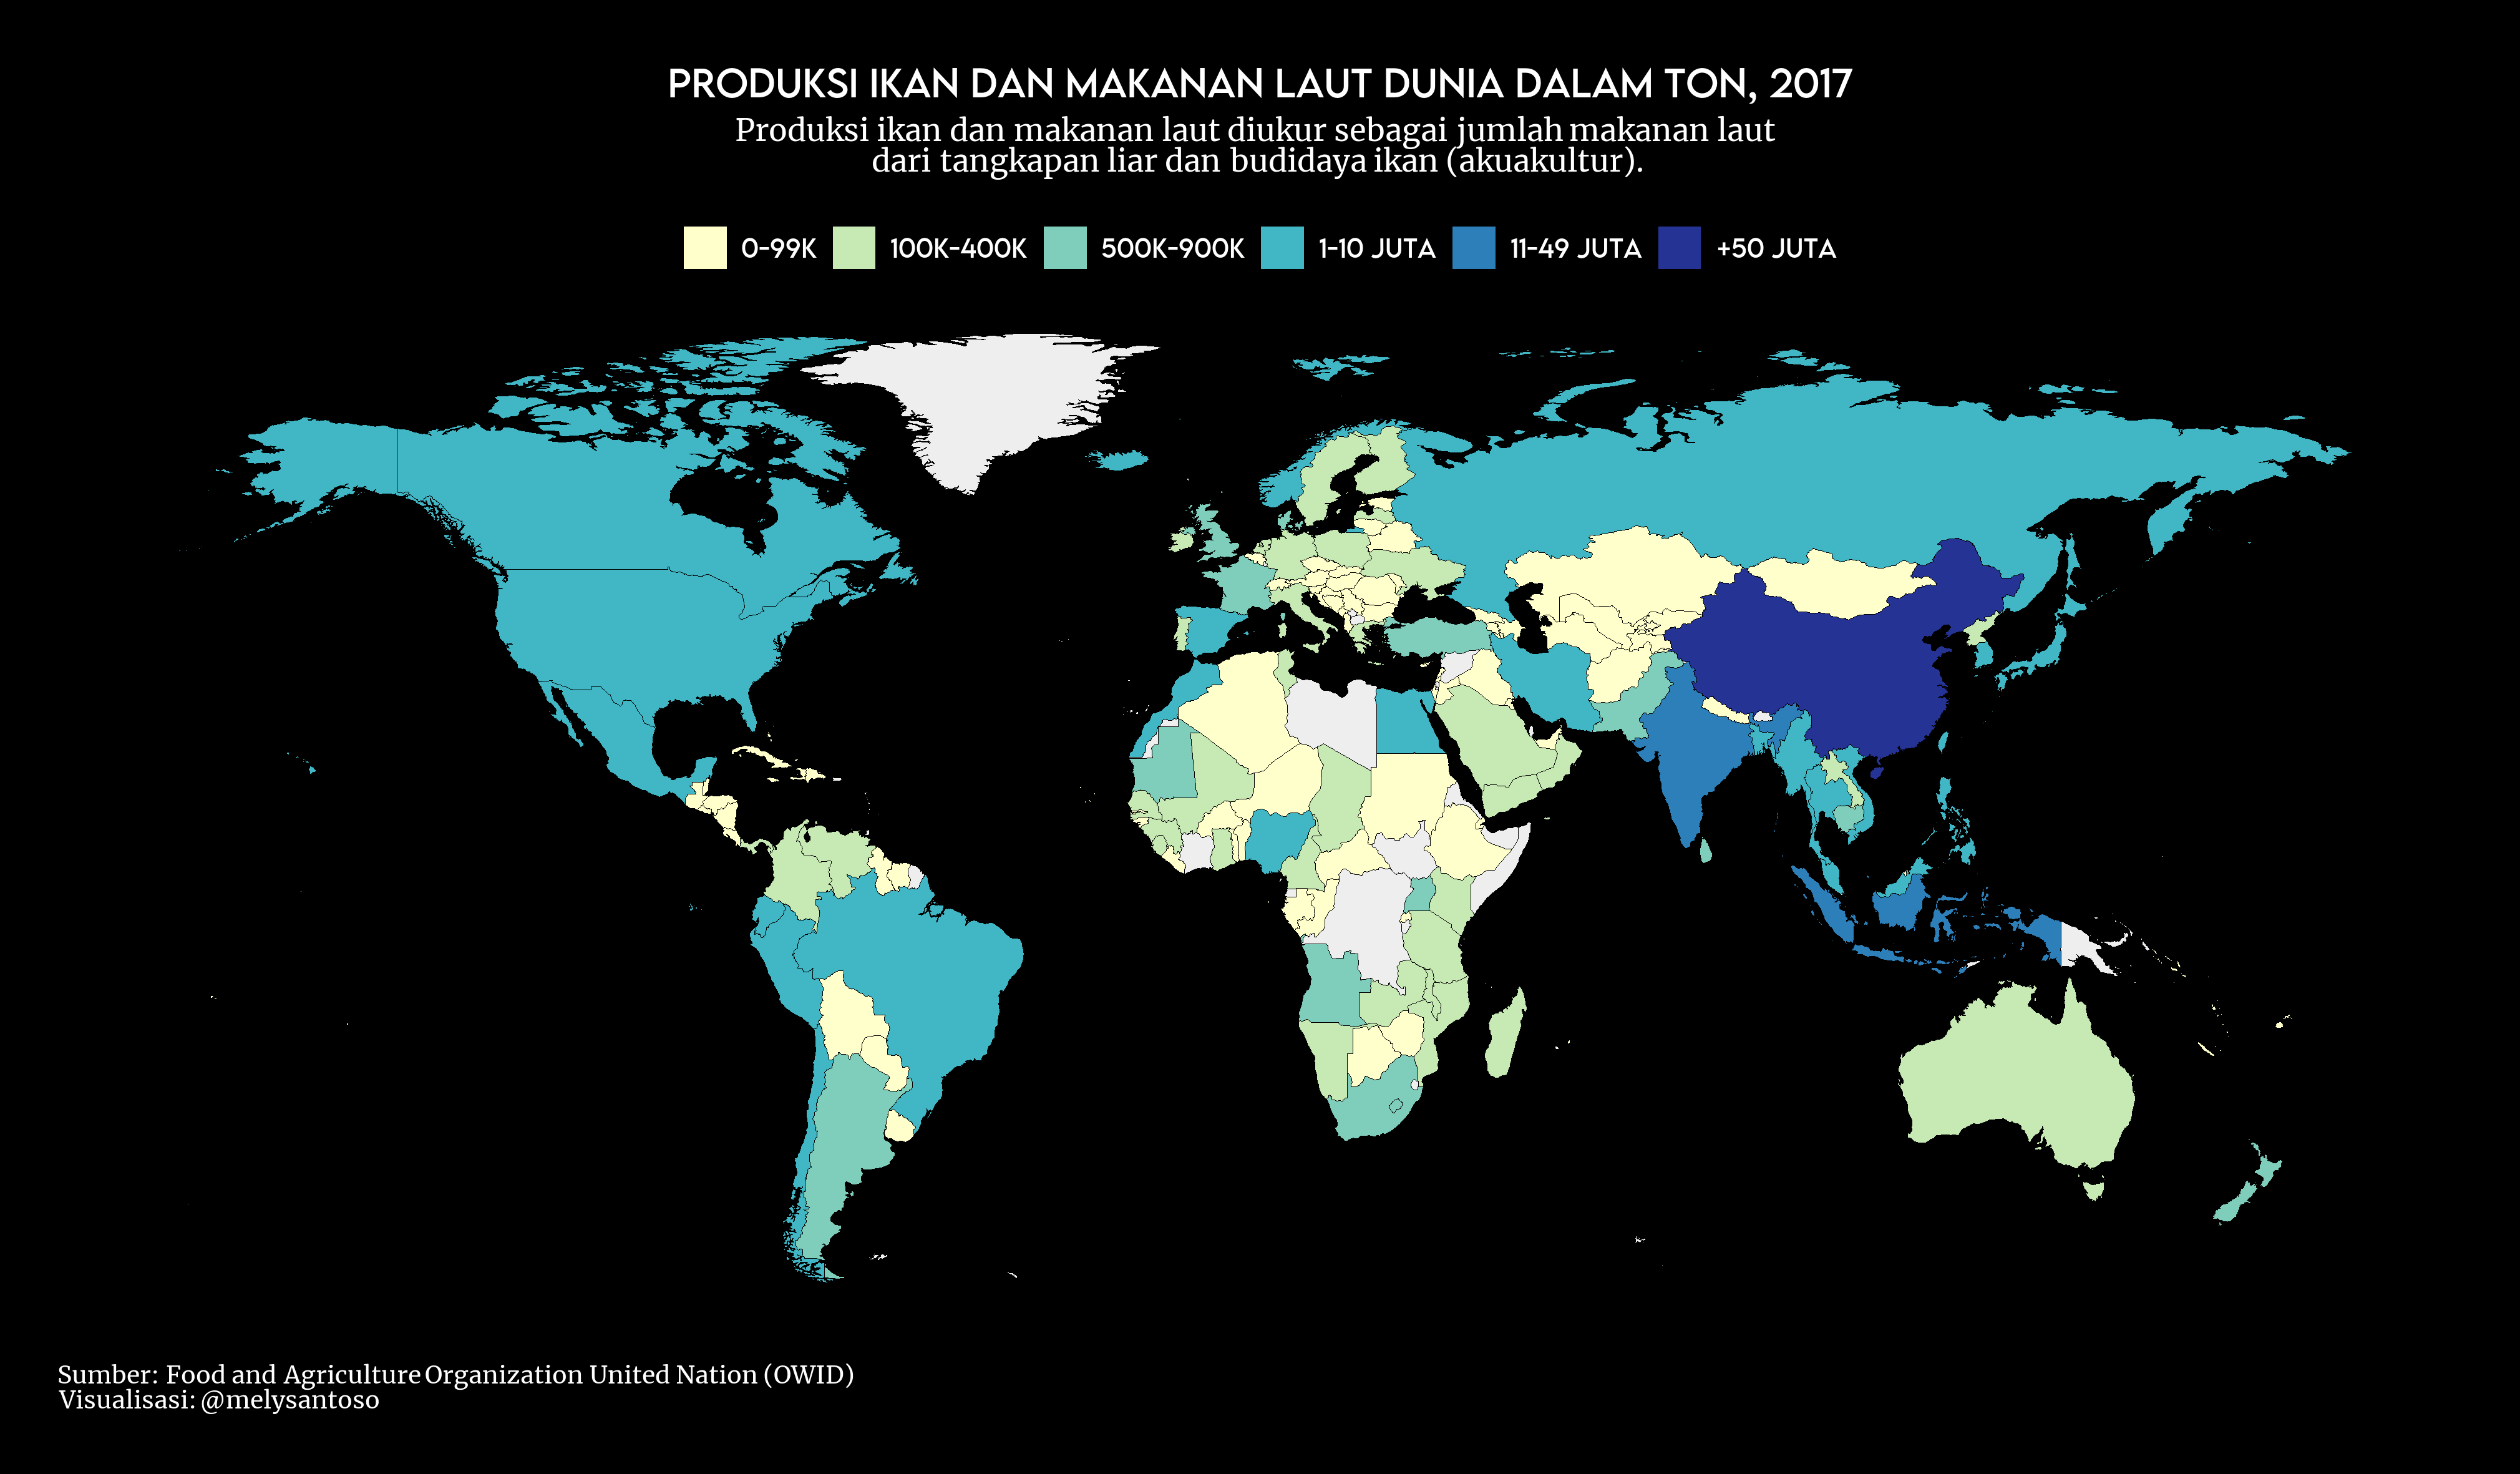 PRODUKSI IKAN DAN MAKANAN LAUT DUNIA DALAM TON, 2017
Produksi ikan dan makanan laut diukur sebagai jumlah makanan laut
dari tangkapan liar dan budidaya ikan (akuakultur).
0-99K 100K-400K 500K-900K 1-10 JUTA 11-49 JUTA +50 JUTA
Sumber: Food and Agriculture Organization United Nation (OWID)
Visualisasi: @melysantoso